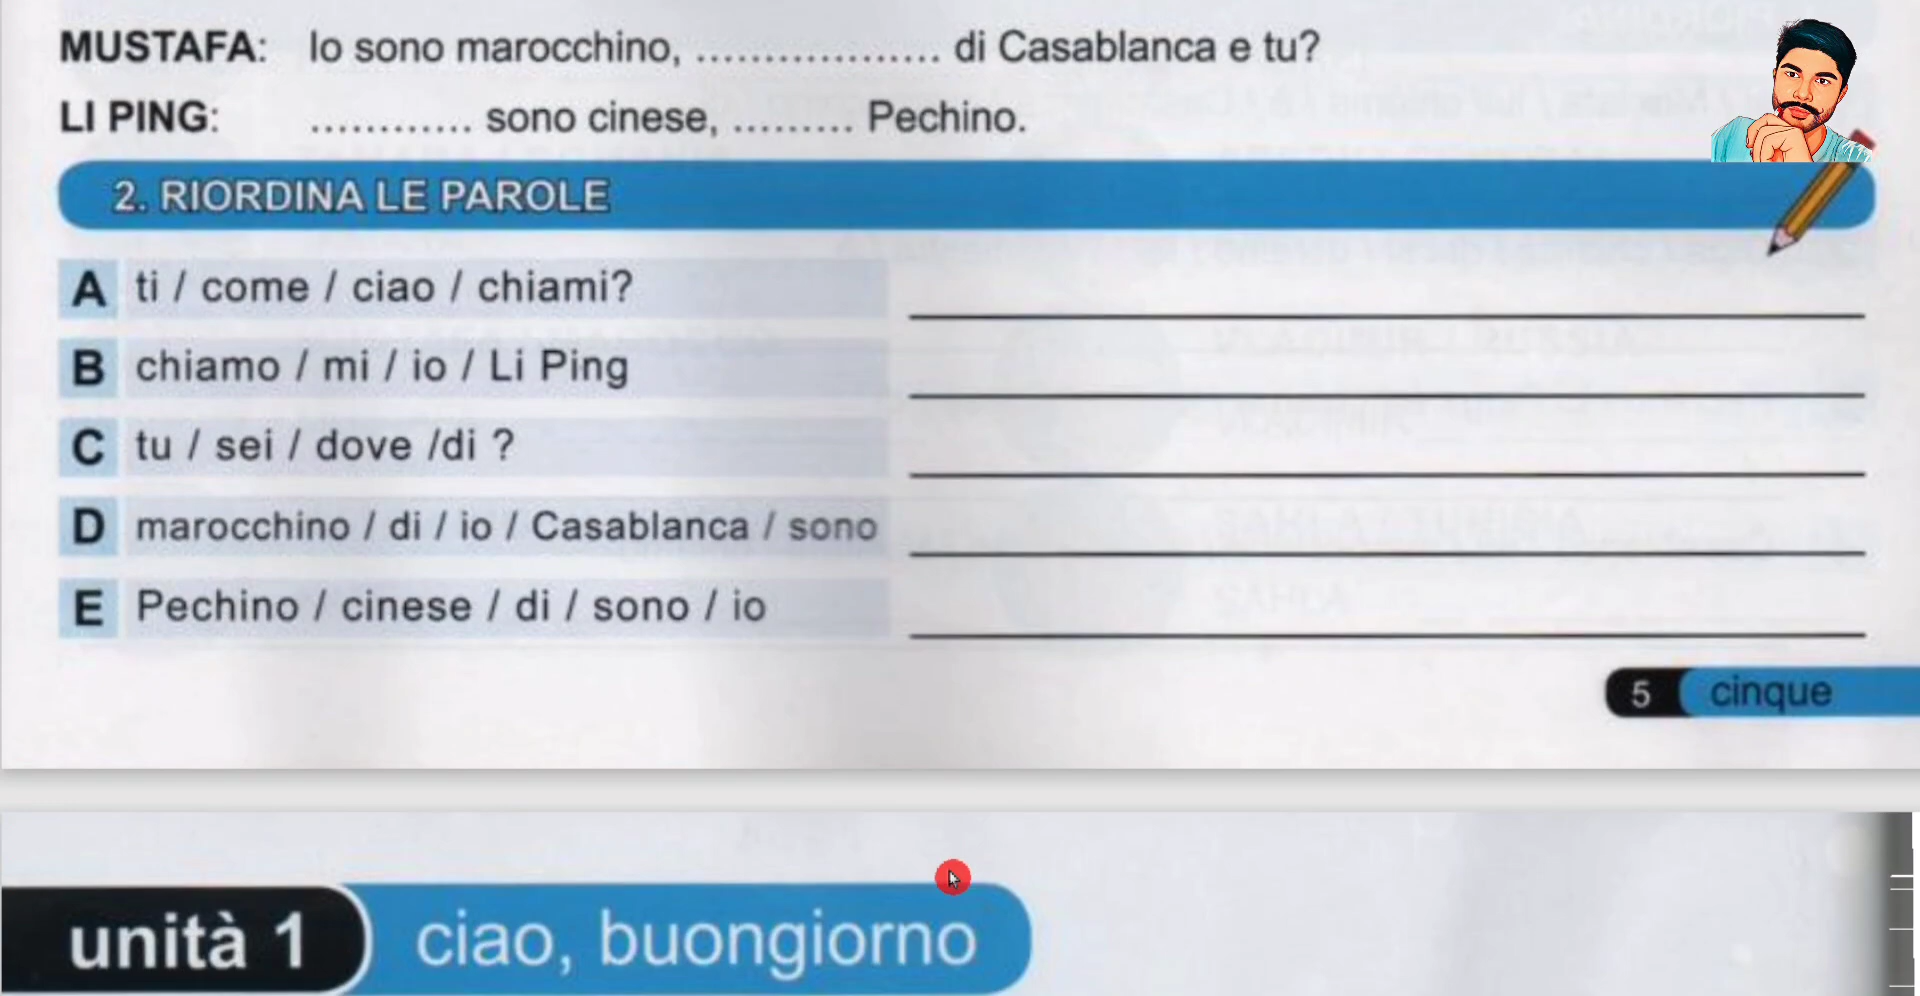 MUSTAFA: Io sono marocchino, .................. di Casablanca e tu?
LI PING: ............ sono cinese, ......... Pechino.
2. RIORDINA LE PAROLE
A ti / come / ciao / chiami?
B chiamo / mi / io / Li Ping
C tu / sei / dove /di ?
D marocchino / di / io / Casablanca / sono
E Pechino / cinese / di / sono / io
5 cinque
unità 1 ciao, buongiorno